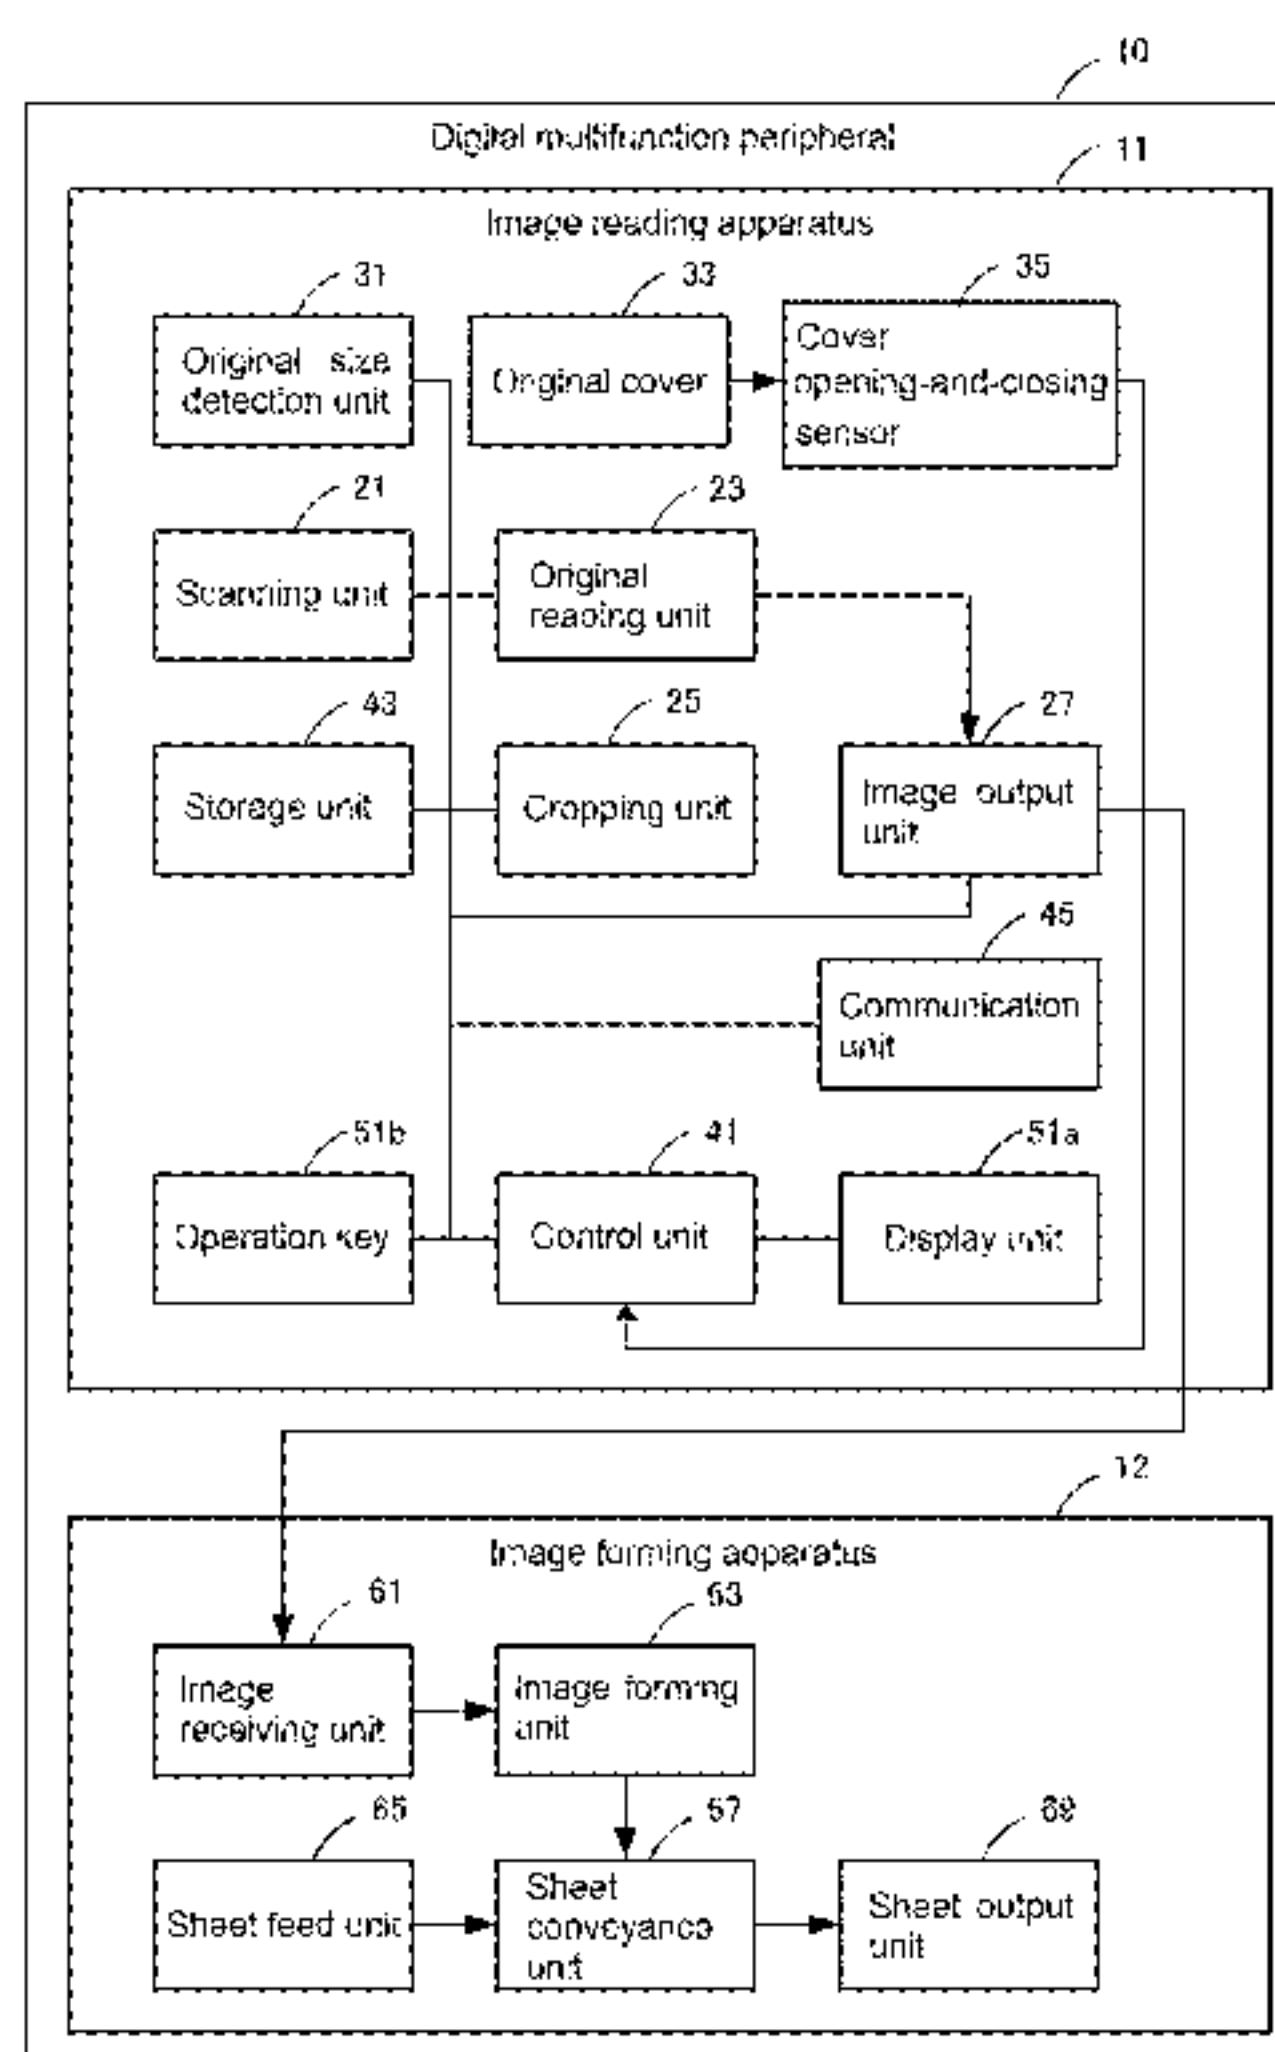 10
Digital multifunction peripheral
11
Image reading apparatus
31
33
35
Original size
detection unit
Original cover
Cover
opening-and-closing
sensor
21
23
Scanning unit
Original
reading unit
43
25
27
Storage unit
Cropping unit
Image output
unit
45
Communication
unit
51b
41
51a
Operation key
Control unit
Display unit
12
Image forming apparatus
61
63
Image
receiving unit
Image forming
unit
65
67
69
Sheet feed unit
Sheet
conveyance
unit
Sheet output
unit